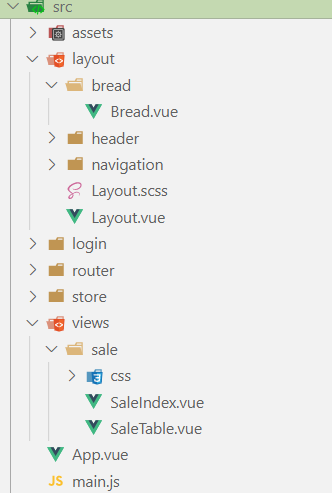 src
assets
layout
bread
Bread.vue
header
navigation
Layout.scss
Layout.vue
login
router
store
views
sale
css
SaleIndex.vue
SaleTable.vue
App.vue
JS main.js